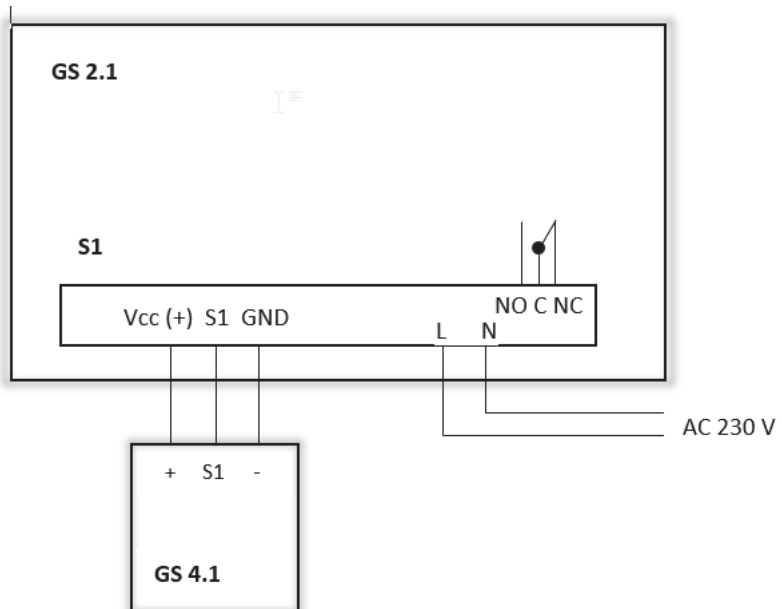 GS 2.1
S1
NO C NC
Vcc (+) S1 GND
L N
AC 230 V
+ S1 -
GS 4.1